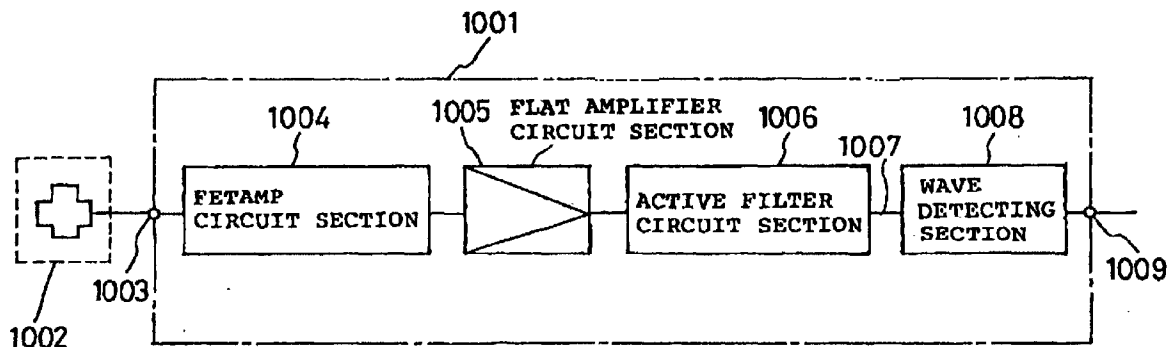 1001
1004
1005
FLAT AMPLIFIER
CIRCUIT SECTION
1006
1007
1008
FETAMP
CIRCUIT SECTION
ACTIVE FILTER
CIRCUIT SECTION
WAVE
DETECTING
SECTION
1003
1009
1002